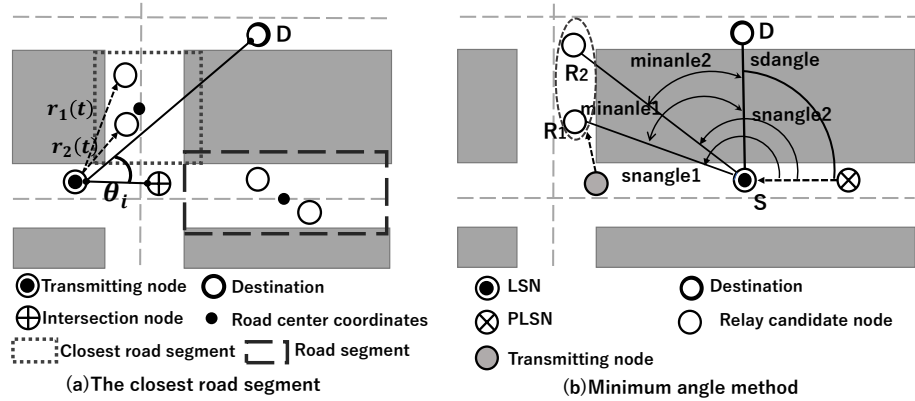 D
r₁(t)
r₂(t)
θᵢ
Transmitting node
Destination
Intersection node
Road center coordinates
Closest road segment
Road segment
(a)The closest road segment
D
R2
minanle2
sdangle
minanle1
snangle2
R1
snangle1
S
LSN
Destination
PLSN
Relay candidate node
Transmitting node
(b)Minimum angle method